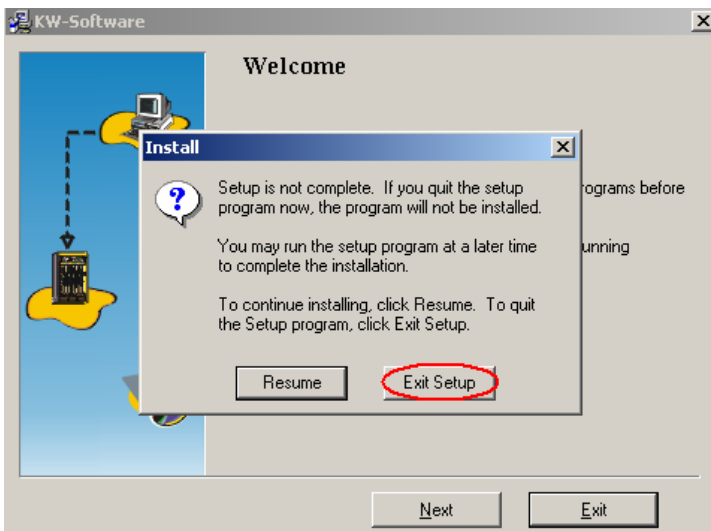 KW-Software
Welcome
Install
Setup is not complete. If you quit the setup
program now, the program will not be installed.
You may run the setup program at a later time
to complete the installation.
To continue installing, click Resume. To quit
the Setup program, click Exit Setup.
rograms before
unning
Resume
Exit Setup
Next
Exit